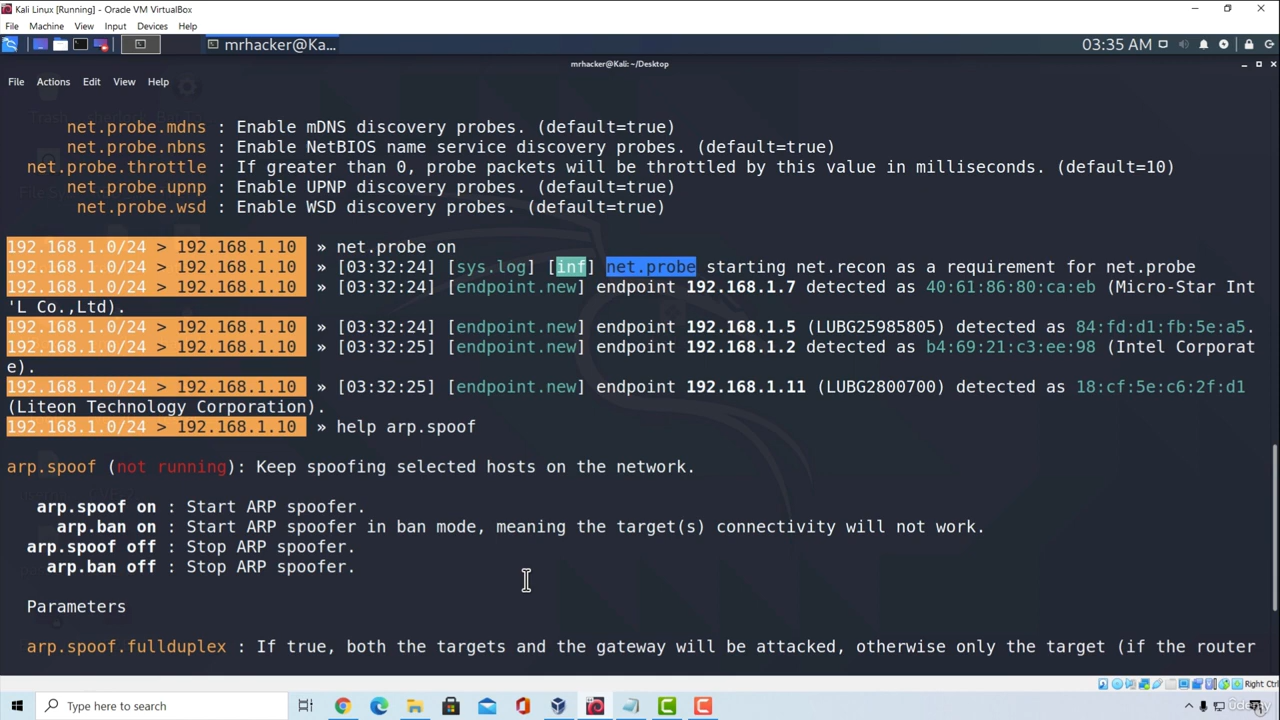 Kali Linux [Running] - Oracle VM VirtualBox
File Machine View Input Devices Help
mrhacker@Ka...
03:35 AM
mrhacker@Kali: ~/Desktop
File Actions Edit View Help
net.probe.mdns : Enable mDNS discovery probes. (default=true)
net.probe.nbns : Enable NetBIOS name service discovery probes. (default=true)
net.probe.throttle : If greater than 0, probe packets will be throttled by this value in milliseconds. (default=10)
net.probe.upnp : Enable UPNP discovery probes. (default=true)
net.probe.wsd : Enable WSD discovery probes. (default=true)
192.168.1.0/24 > 192.168.1.10 » net.probe on
192.168.1.0/24 > 192.168.1.10 » [03:32:24] [sys.log] [inf] net.probe starting net.recon as a requirement for net.probe
192.168.1.0/24 > 192.168.1.10 » [03:32:24] [endpoint.new] endpoint 192.168.1.7 detected as 40:61:86:80:ca:eb (Micro-Star Int
'L Co.,Ltd).
192.168.1.0/24 > 192.168.1.10 » [03:32:24] [endpoint.new] endpoint 192.168.1.5 (LUBG25985805) detected as 84:fd:d1:fb:5e:a5.
192.168.1.0/24 > 192.168.1.10 » [03:32:25] [endpoint.new] endpoint 192.168.1.2 detected as b4:69:21:c3:ee:98 (Intel Corporat
e).
192.168.1.0/24 > 192.168.1.10 » [03:32:25] [endpoint.new] endpoint 192.168.1.11 (LUBG2800700) detected as 18:cf:5e:c6:2f:d1
(Liteon Technology Corporation).
192.168.1.0/24 > 192.168.1.10 » help arp.spoof
arp.spoof (not running): Keep spoofing selected hosts on the network.
arp.spoof on : Start ARP spoofer.
arp.ban on : Start ARP spoofer in ban mode, meaning the target(s) connectivity will not work.
arp.spoof off : Stop ARP spoofer.
arp.ban off : Stop ARP spoofer.
Parameters
arp.spoof.fullduplex : If true, both the targets and the gateway will be attacked, otherwise only the target (if the router
Right Ctrl
Type here to search
Udemy